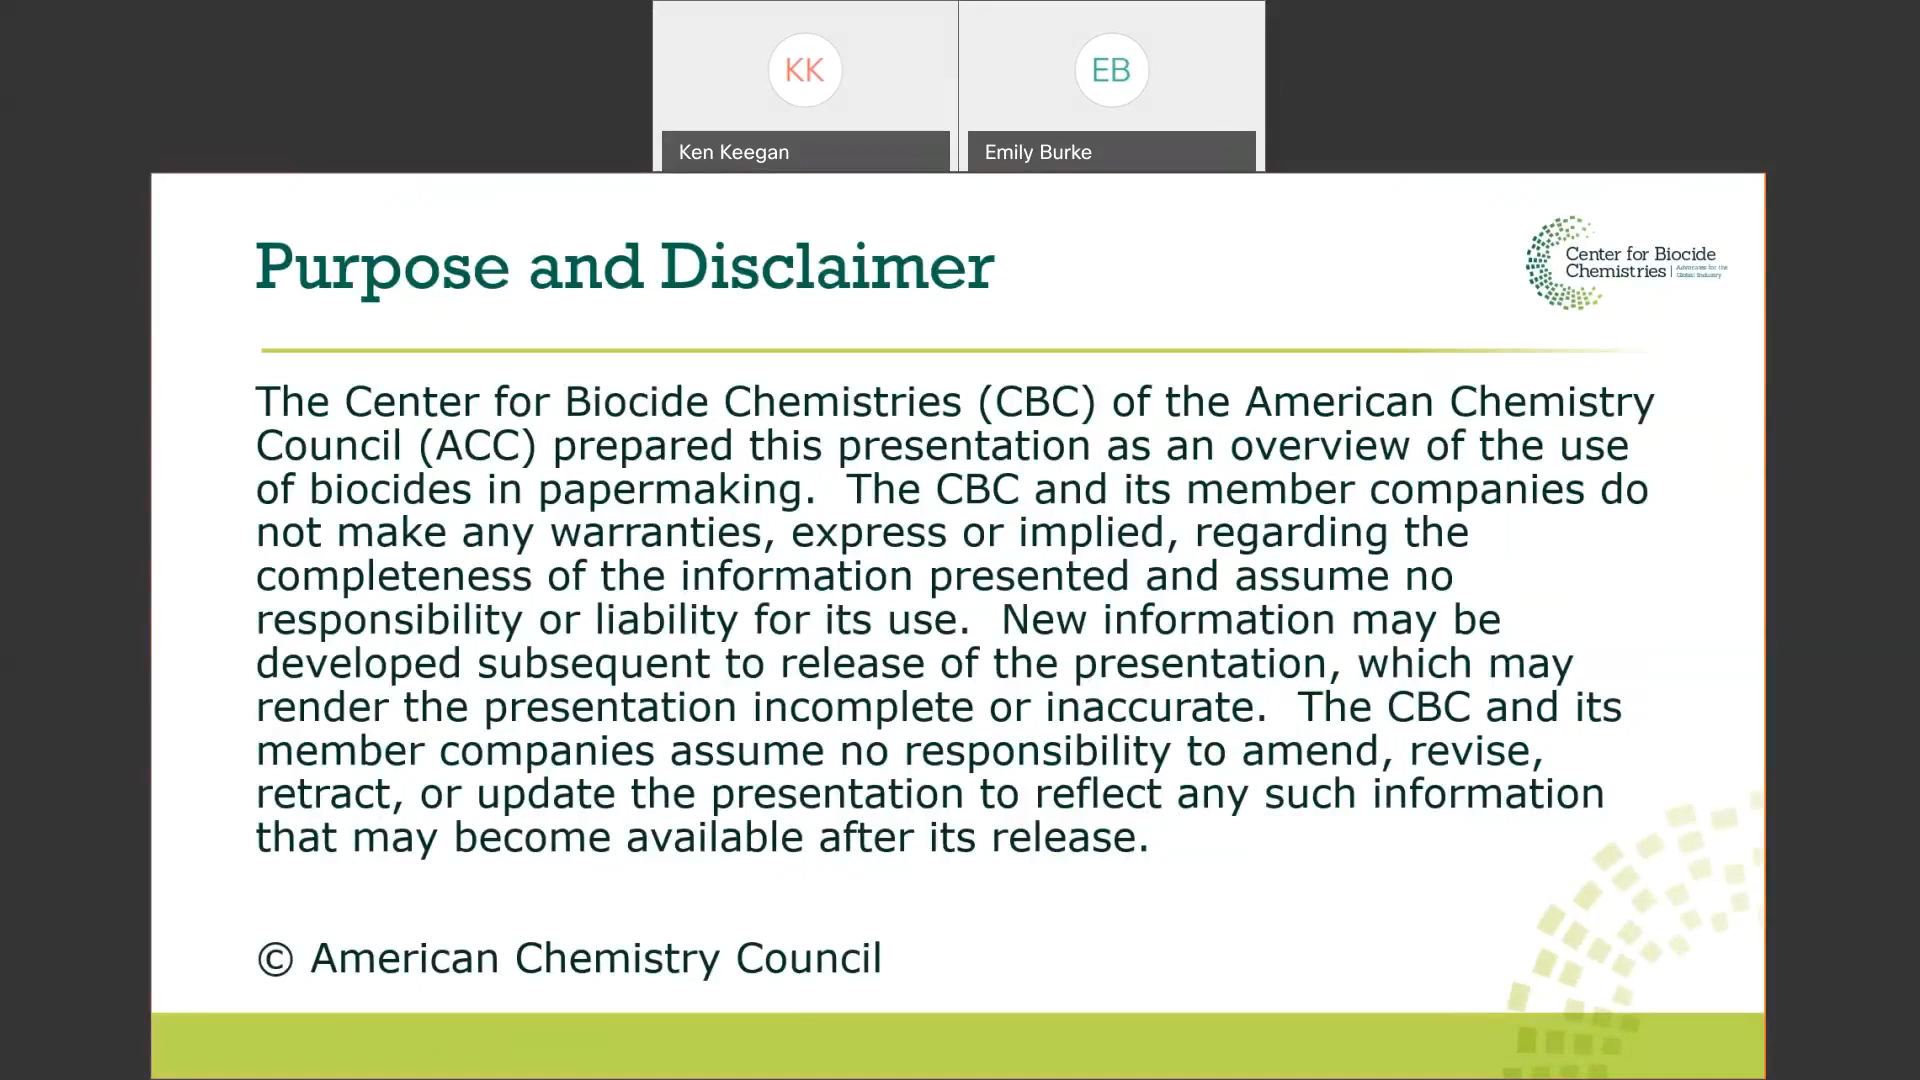 KK
EB
Ken Keegan
Emily Burke
Purpose and Disclaimer
Center for Biocide
Chemistries | Advocates for the
Global Industry
The Center for Biocide Chemistries (CBC) of the American Chemistry
Council (ACC) prepared this presentation as an overview of the use
of biocides in papermaking.  The CBC and its member companies do
not make any warranties, express or implied, regarding the
completeness of the information presented and assume no
responsibility or liability for its use.  New information may be
developed subsequent to release of the presentation, which may
render the presentation incomplete or inaccurate.  The CBC and its
member companies assume no responsibility to amend, revise,
retract, or update the presentation to reflect any such information
that may become available after its release.
© American Chemistry Council